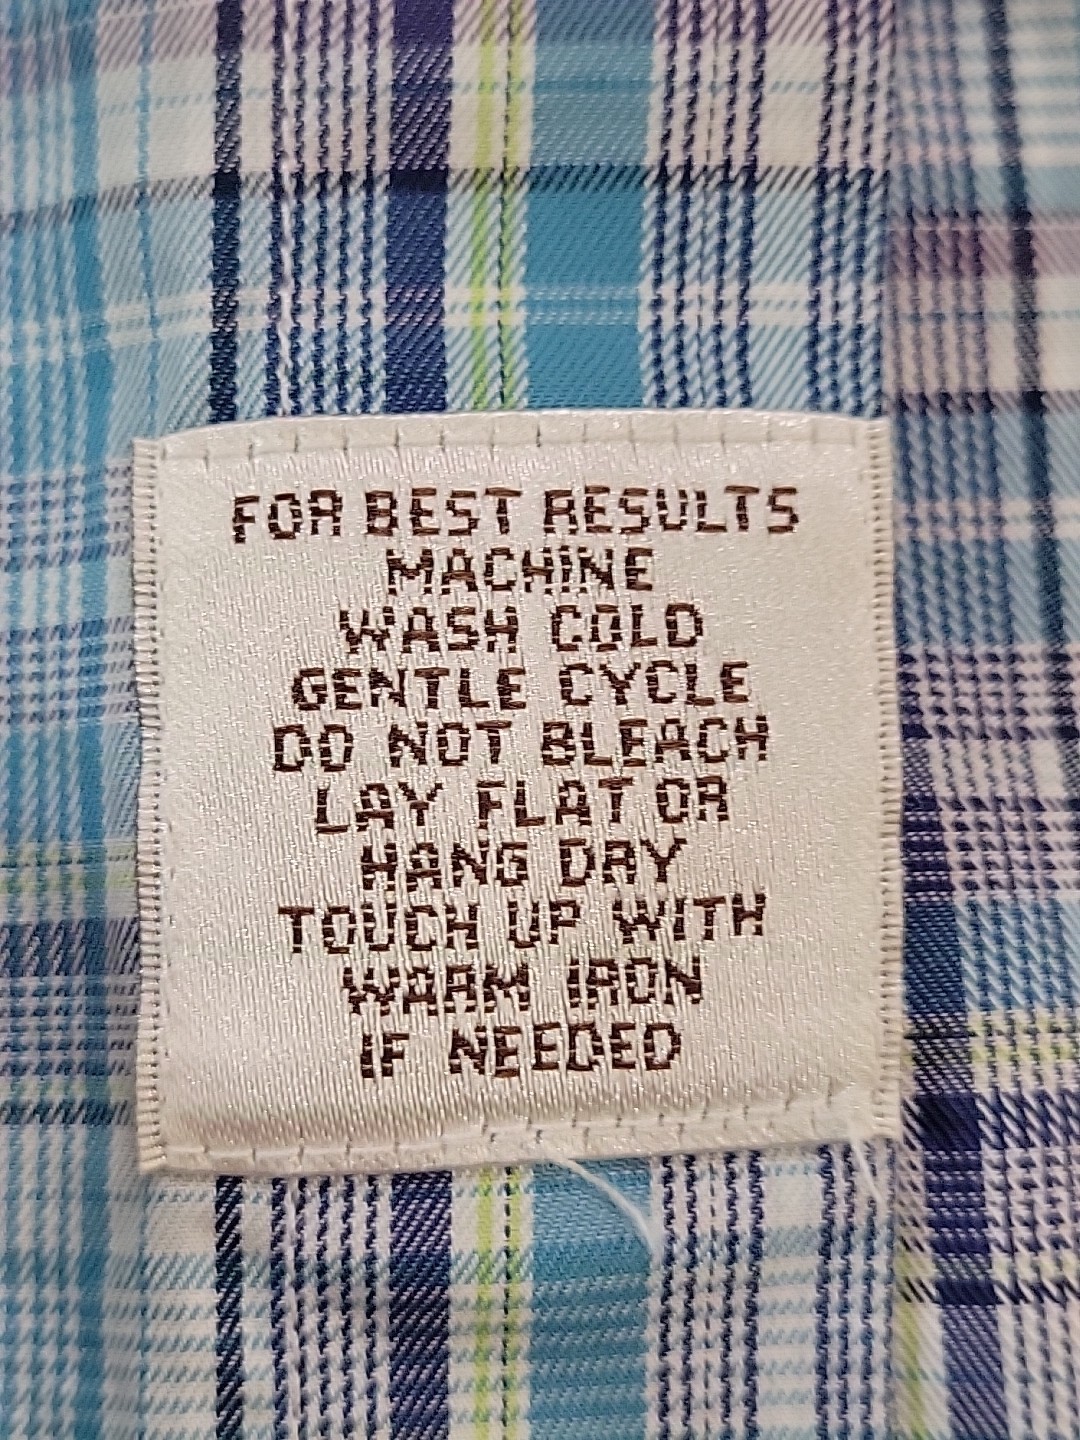 FOR BEST RESULTS
MACHINE
WASH COLD
GENTLE CYCLE
DO NOT BLEACH
LAY FLAT OR
HANG DRY
TOUCH UP WITH
WARM IRON
IF NEEDED